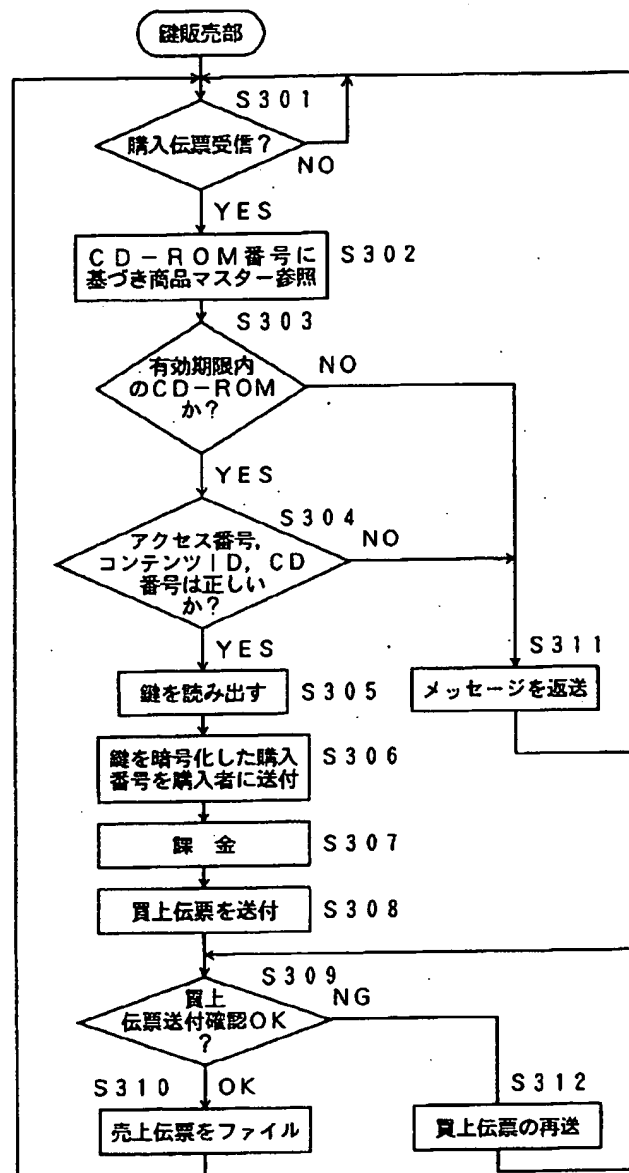 鍵販売部
S301
購入伝票受信?
NO
YES
CD-ROM番号に
基づき商品マスター参照
S302
S303
有効期限内
のCD-ROM
か?
NO
YES
S304
アクセス番号,
コンテンツID, CD
番号は正しい
か?
NO
YES
S311
メッセージを返送
鍵を読み出す
S305
鍵を暗号化した購入
番号を購入者に送付
S306
課 金
S307
買上伝票を送付
S308
S309
買上
伝票送付確認OK
?
NG
S310
OK
S312
売上伝票をファイル
買上伝票の再送